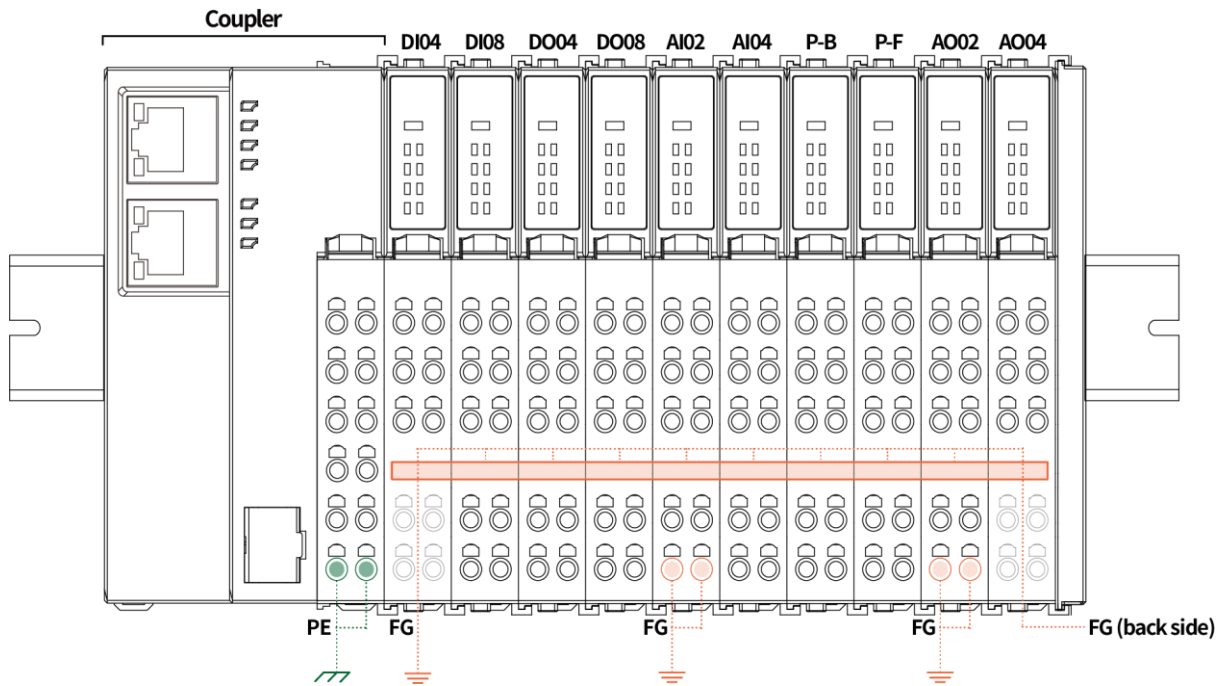 Coupler
DI04 DI08 DO04 DO08 AI02 AI04 P-B P-F AO02 AO04
PE FG FG FG FG (back side)